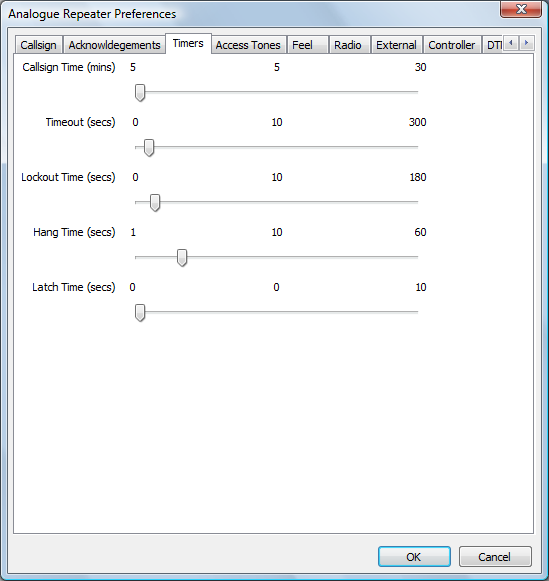 Analogue Repeater Preferences
Callsign Acknowldegements Timers Access Tones Feel Radio External Controller
Callsign Time (mins) 5 5 30
Timeout (secs) 0 10 300
Lockout Time (secs) 0 10 180
Hang Time (secs) 1 10 60
Latch Time (secs) 0 0 10
OK Cancel